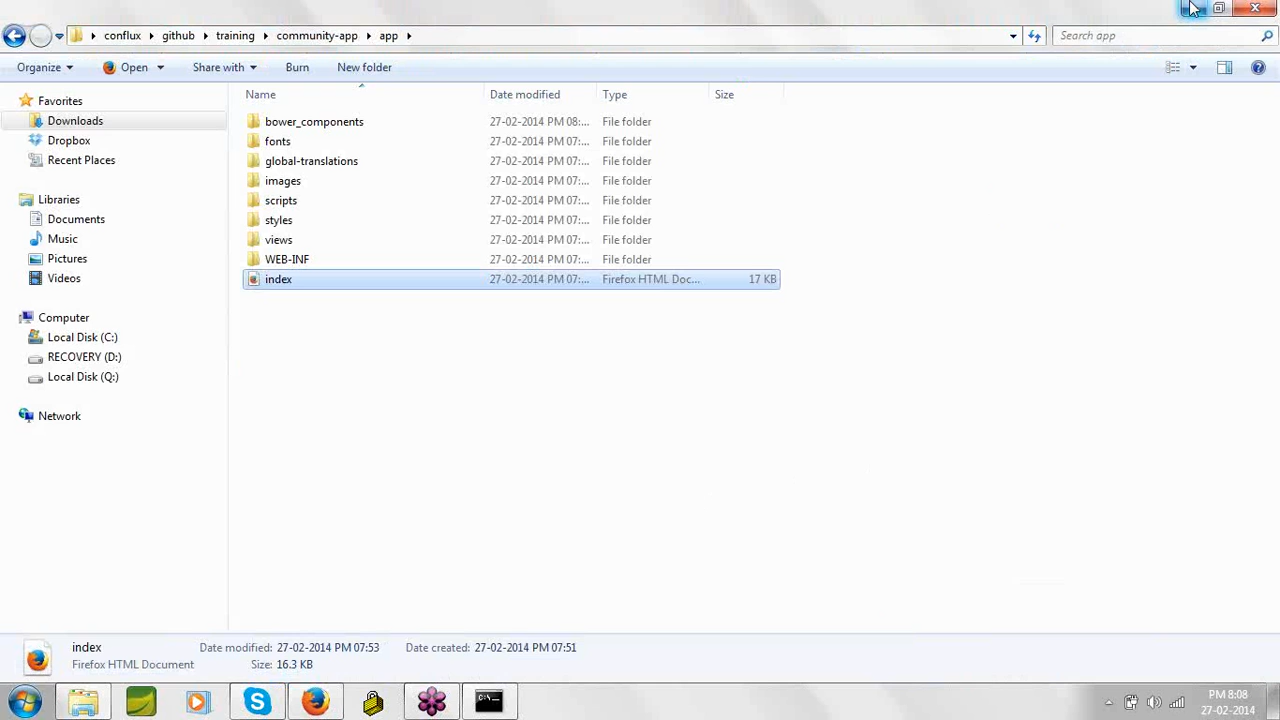 conflux github training community-app app Search app
Organize Open Share with Burn New folder
Name Date modified Type Size
Favorites
Downloads
Dropbox
Recent Places
Libraries
Documents
Music
Pictures
Videos
Computer
Local Disk (C:)
RECOVERY (D:)
Local Disk (Q:)
Network
bower_components 27-02-2014 PM 08:... File folder
fonts 27-02-2014 PM 07:... File folder
global-translations 27-02-2014 PM 07:... File folder
images 27-02-2014 PM 07:... File folder
scripts 27-02-2014 PM 07:... File folder
styles 27-02-2014 PM 07:... File folder
views 27-02-2014 PM 07:... File folder
WEB-INF 27-02-2014 PM 07:... File folder
index 27-02-2014 PM 07:... Firefox HTML Doc... 17 KB
index Date modified: 27-02-2014 PM 07:53 Date created: 27-02-2014 PM 07:51
Firefox HTML Document Size: 16.3 KB
PM 8:08
27-02-2014